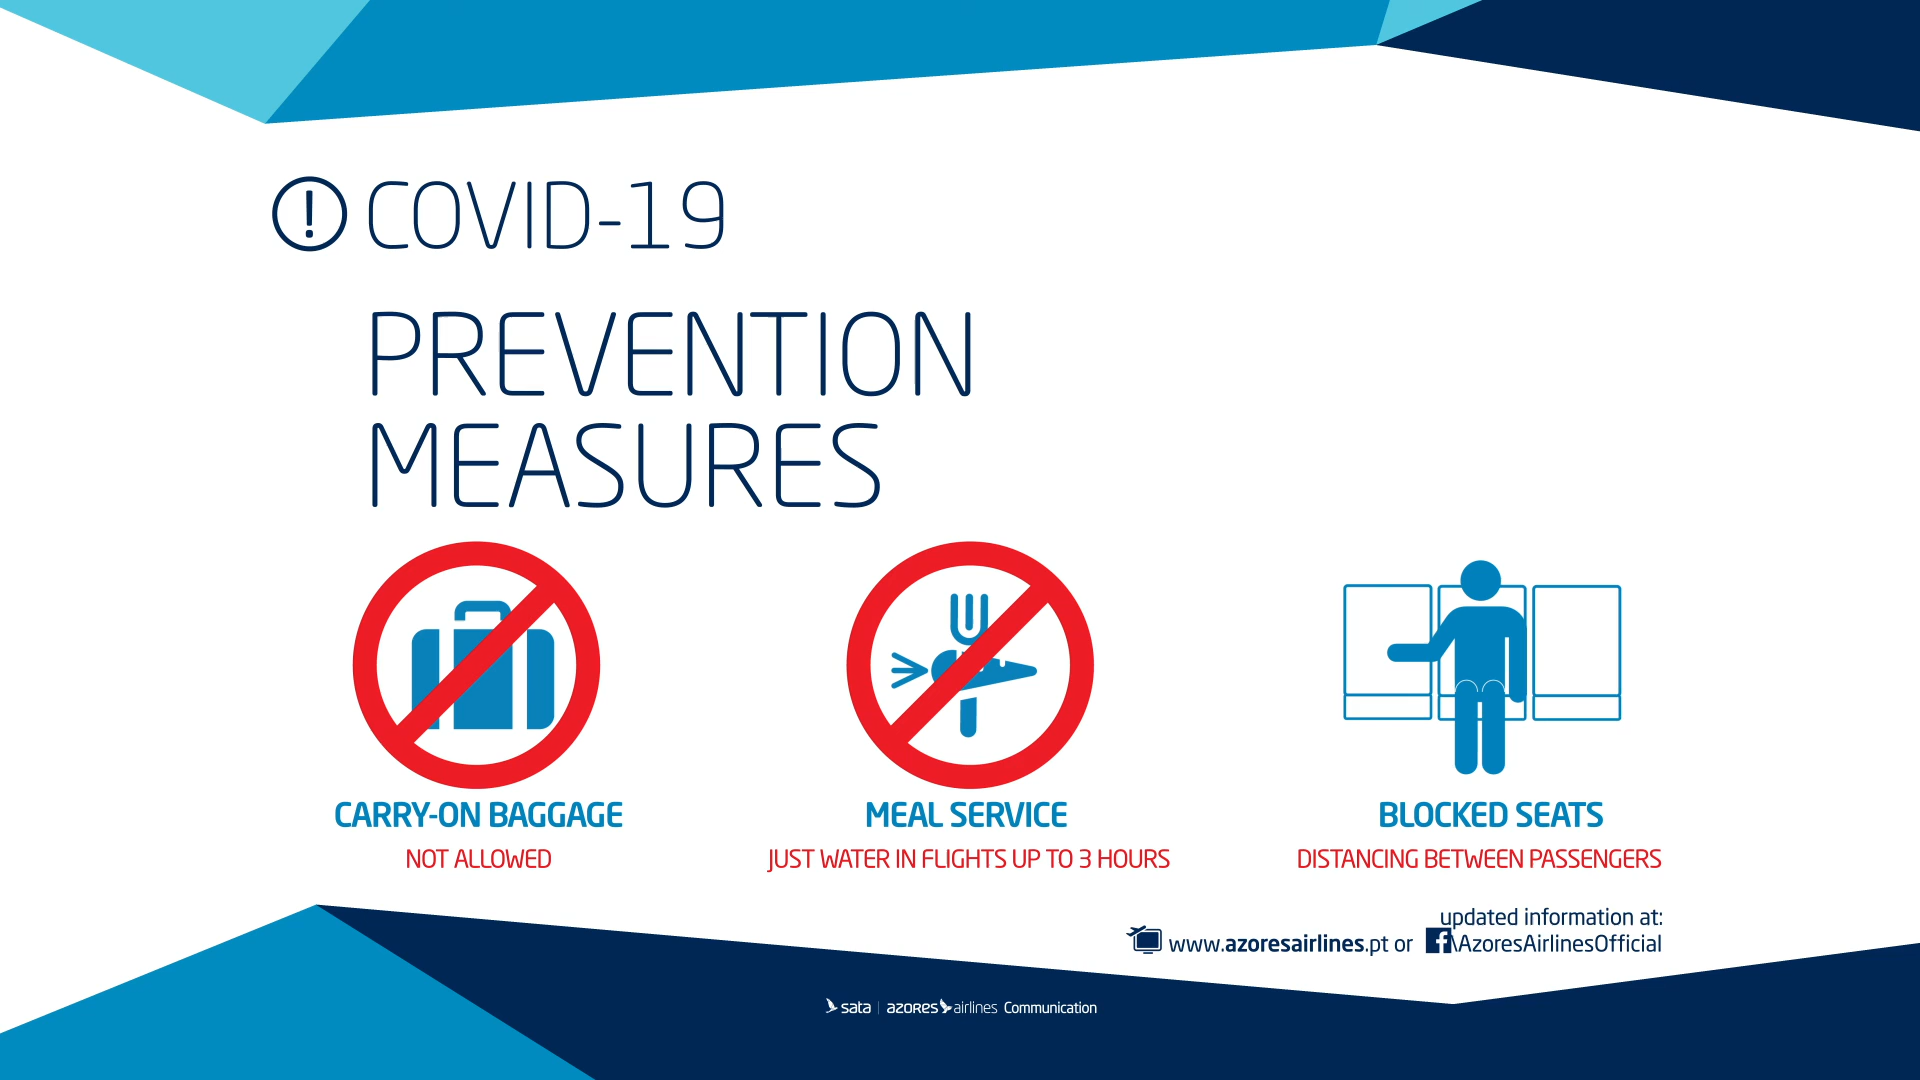 ! COVID-19
PREVENTION
MEASURES
CARRY-ON BAGGAGE
NOT ALLOWED
MEAL SERVICE
JUST WATER IN FLIGHTS UP TO 3 HOURS
BLOCKED SEATS
DISTANCING BETWEEN PASSENGERS
updated information at:
www.azoresairlines.pt or f\AzoresAirlinesOfficial
sata | azores airlines Communication